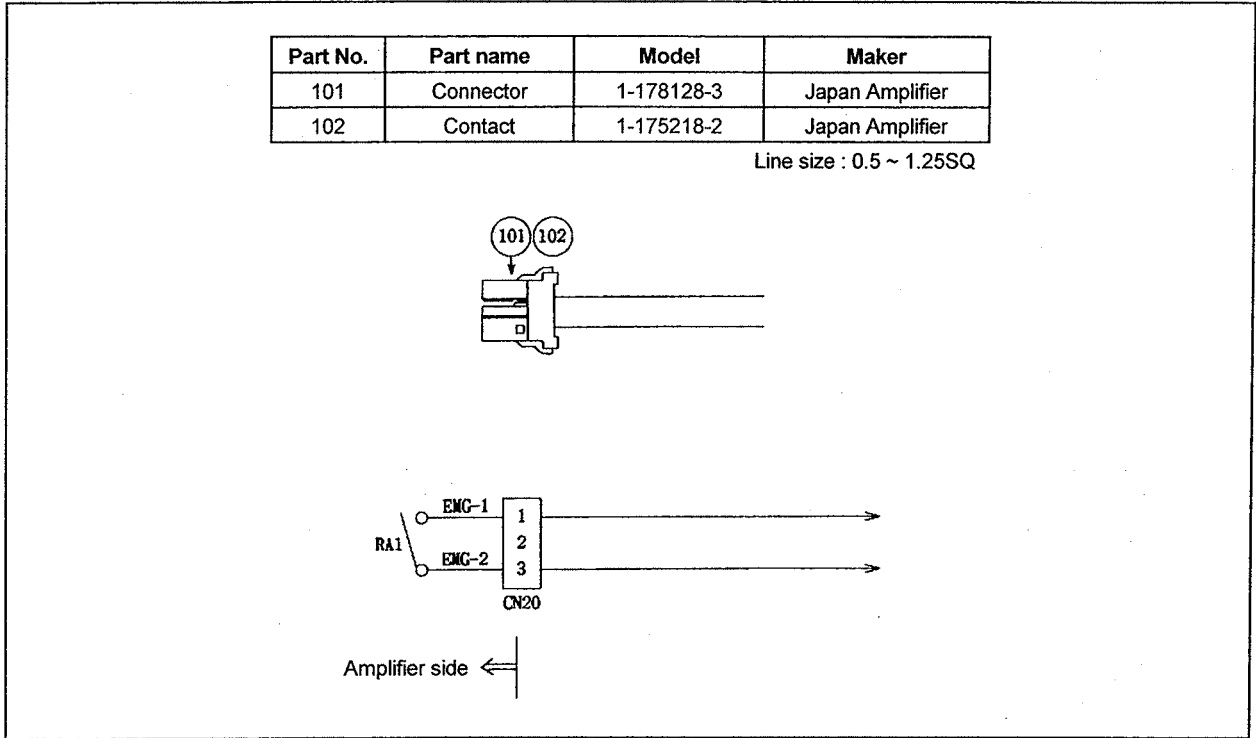 Part No. Part name Model Maker
101 Connector 1-178128-3 Japan Amplifier
102 Contact 1-175218-2 Japan Amplifier
Line size : 0.5 ~ 1.25SQ
101 102
EMG-1 1
RA1 2
EMG-2 3
CN20
Amplifier side